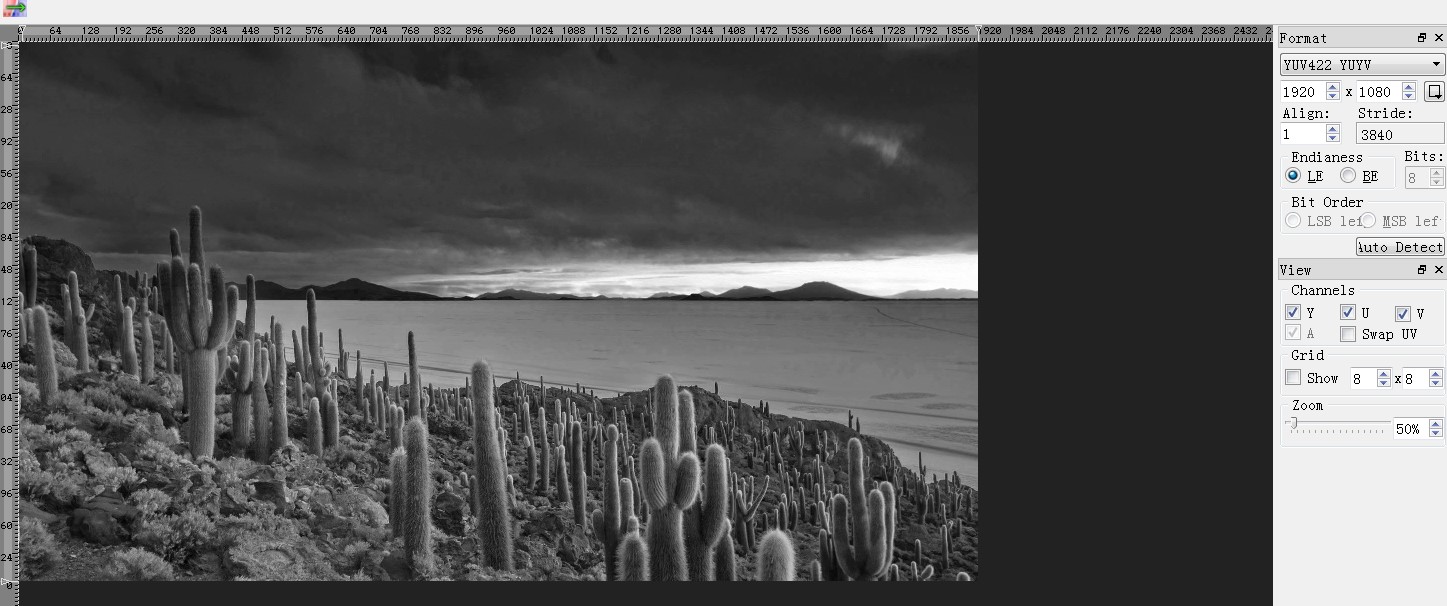 0 64 128 192 256 320 384 448 512 576 640 704 768 832 896 960 1024 1088 1152 1216 1280 1344 1408 1472 1536 1600 1664 1728 1792 1856 1920 1984 2048 2112 2176 2240 2304 2368 2432
64
28
92
56
20
84
48
12
76
40
04
68
32
96
60
24
Format
YUV422 YUYV
1920 x 1080
Align: Stride:
1 3840
Endianess Bits:
LE BE 8
Bit Order
LSB lef MSB lef
Auto Detect
View
Channels
Y U V
A Swap UV
Grid
Show 8 x 8
Zoom
50%